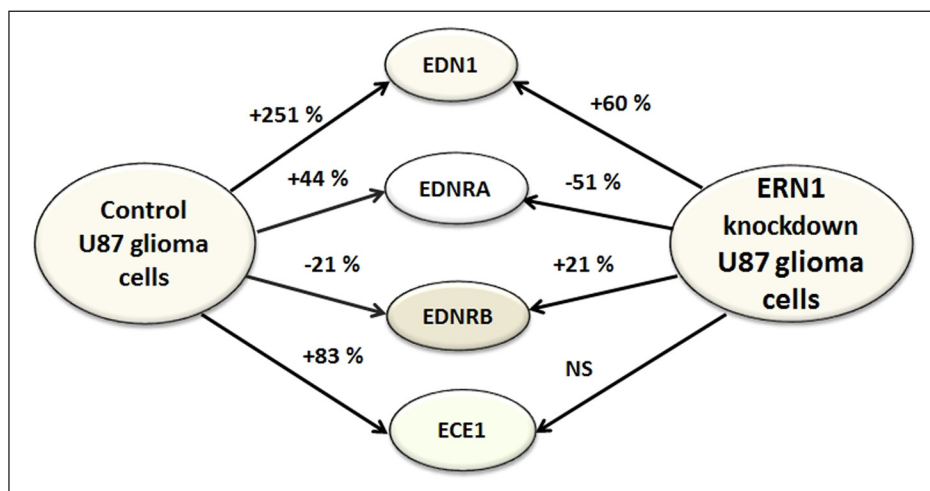 EDN1
+251 %
+60 %
+44 %
EDNRA
-51 %
Control
U87 glioma
cells
ERN1
knockdown
U87 glioma
cells
-21 %
+21 %
EDNRB
+83 %
NS
ECE1